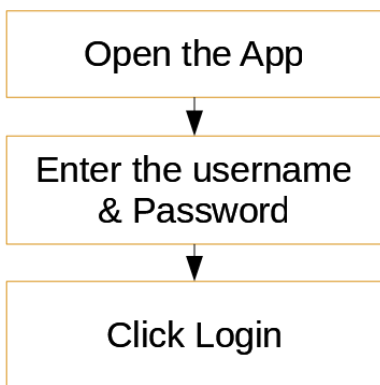 Open the App
Enter the username
& Password
Click Login